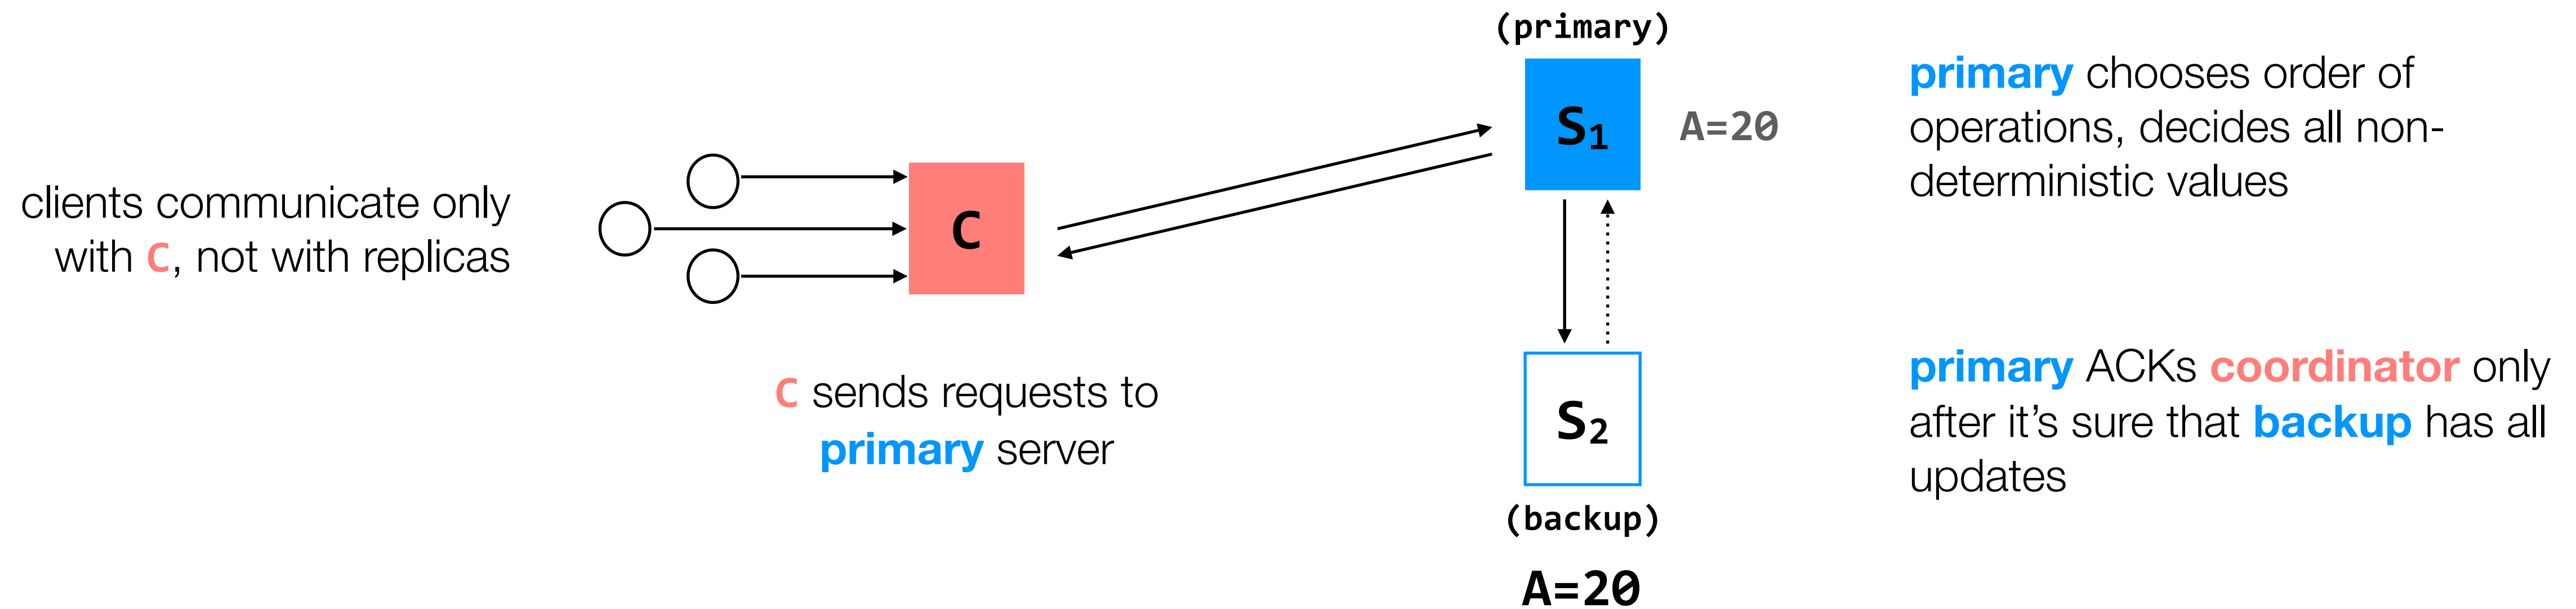 clients communicate only
with C, not with replicas
C
C sends requests to
primary server
(primary)
S₁
A=20
S₂
(backup)
A=20
primary chooses order of
operations, decides all non-
deterministic values
primary ACKs coordinator only
after it’s sure that backup has all
updates